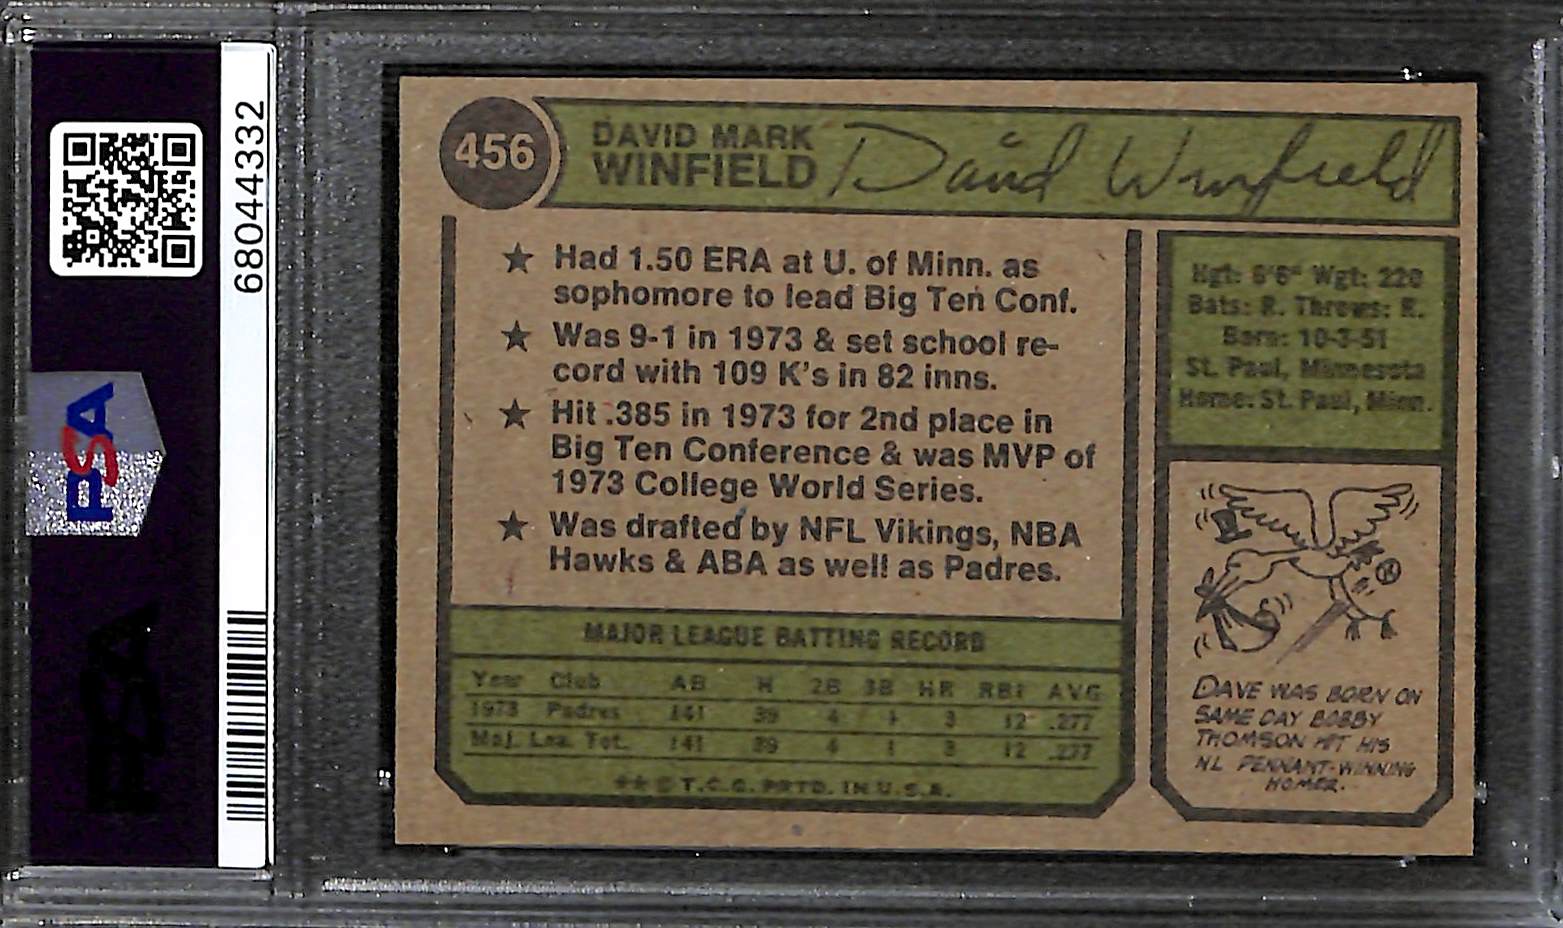 68044332
PSA
456
DAVID MARK
WINFIELD
David Winfield
★ Had 1.50 ERA at U. of Minn. as
sophomore to lead Big Ten Conf.
★ Was 9-1 in 1973 & set school re-
cord with 109 K's in 82 inns.
★ Hit .385 in 1973 for 2nd place in
Big Ten Conference & was MVP of
1973 College World Series.
★ Was drafted by NFL Vikings, NBA
Hawks & ABA as well as Padres.
Hgt: 6'6" Wgt: 220
Bats: R. Throws: R.
Born: 10-3-51
St. Paul, Minnesota
Home: St. Paul, Minn.
MAJOR LEAGUE BATTING RECORD
Year Club AB H 2B 3B HR RBI AVG
1973 Padres 141 39 4 1 3 12 .277
Maj. Lea. Tot. 141 39 4 1 3 12 .277
★★ © T.C.G. PRTD. IN U.S.A.
DAVE WAS BORN ON
SAME DAY BOBBY
THOMSON HIT HIS
NL PENNANT-WINNING
HOMER.